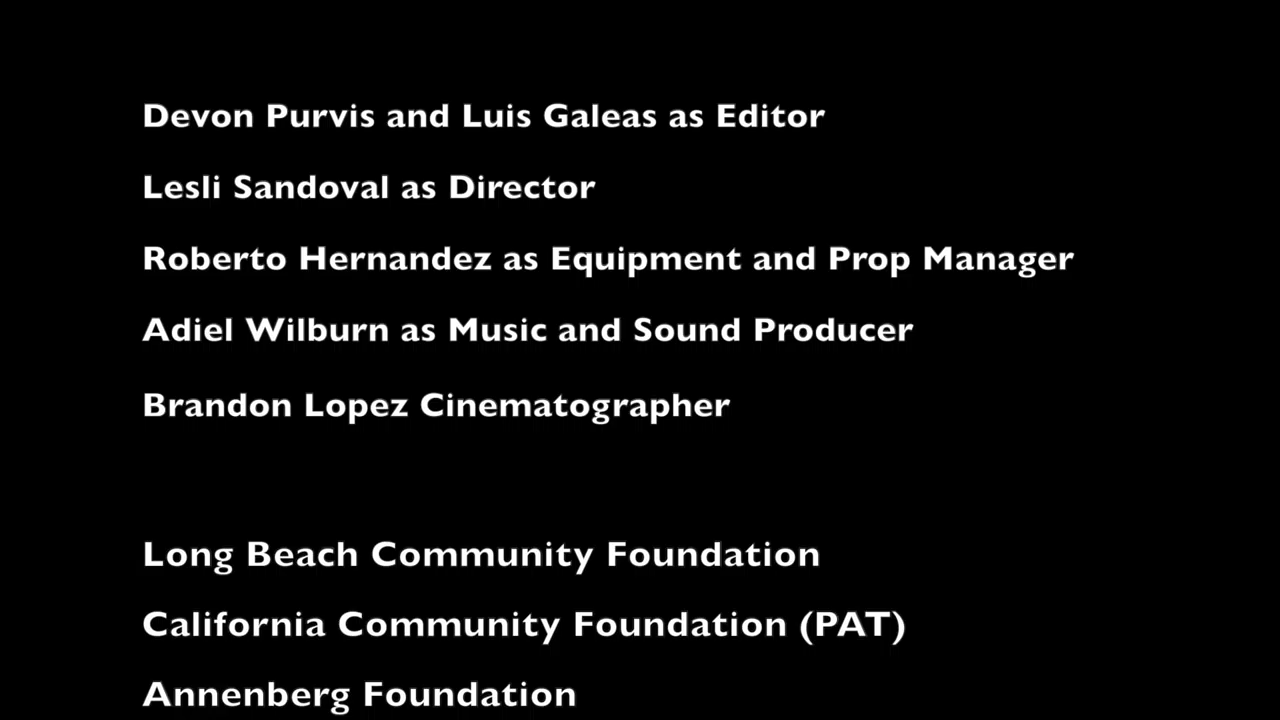 Devon Purvis and Luis Galeas as Editor
Lesli Sandoval as Director
Roberto Hernandez as Equipment and Prop Manager
Adiel Wilburn as Music and Sound Producer
Brandon Lopez Cinematographer
Long Beach Community Foundation
California Community Foundation (PAT)
Annenberg Foundation